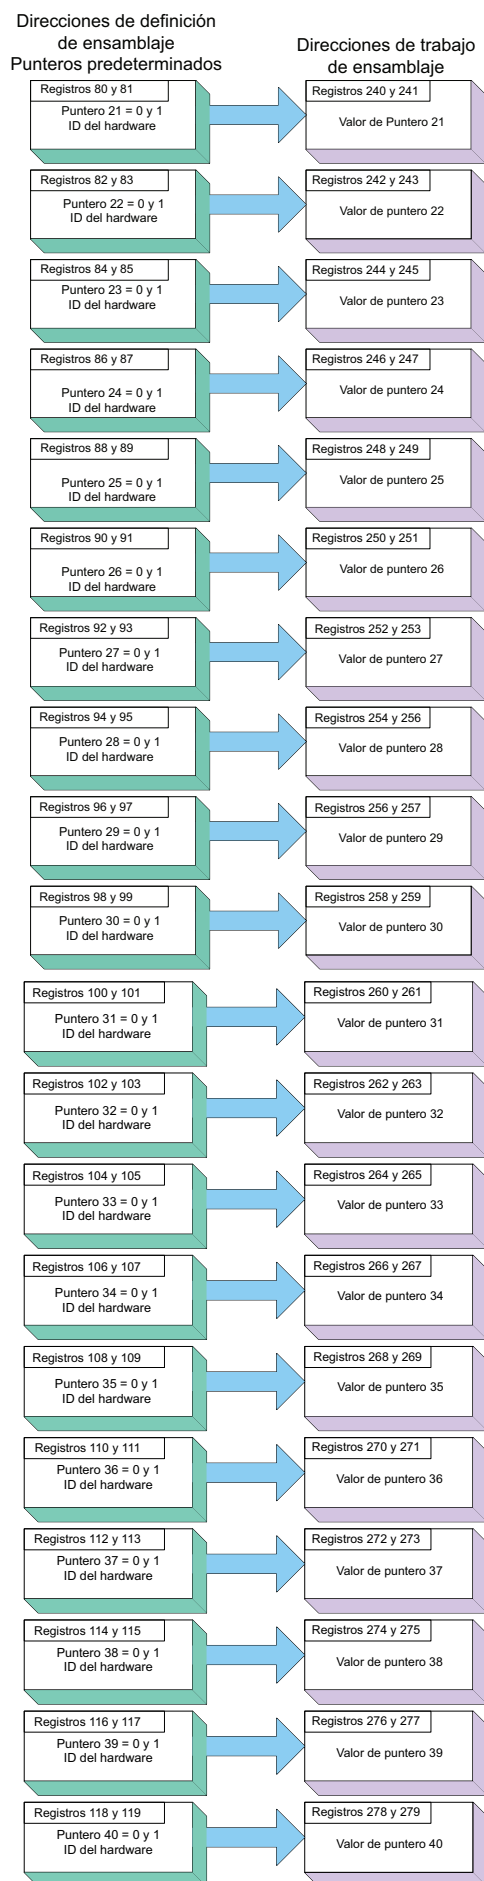 Direcciones de definición
de ensamblaje
Punteros predeterminados
Direcciones de trabajo
de ensamblaje
Registros 80 y 81
Puntero 21 = 0 y 1
ID del hardware
Registros 240 y 241
Valor de Puntero 21
Registros 82 y 83
Puntero 22 = 0 y 1
ID del hardware
Registros 242 y 243
Valor de puntero 22
Registros 84 y 85
Puntero 23 = 0 y 1
ID del hardware
Registros 244 y 245
Valor de puntero 23
Registros 86 y 87
Puntero 24 = 0 y 1
ID del hardware
Registros 246 y 247
Valor de puntero 24
Registros 88 y 89
Puntero 25 = 0 y 1
ID del hardware
Registros 248 y 249
Valor de puntero 25
Registros 90 y 91
Puntero 26 = 0 y 1
ID del hardware
Registros 250 y 251
Valor de puntero 26
Registros 92 y 93
Puntero 27 = 0 y 1
ID del hardware
Registros 252 y 253
Valor de puntero 27
Registros 94 y 95
Puntero 28 = 0 y 1
ID del hardware
Registros 254 y 256
Valor de puntero 28
Registros 96 y 97
Puntero 29 = 0 y 1
ID del hardware
Registros 256 y 257
Valor de puntero 29
Registros 98 y 99
Puntero 30 = 0 y 1
ID del hardware
Registros 258 y 259
Valor de puntero 30
Registros 100 y 101
Puntero 31 = 0 y 1
ID del hardware
Registros 260 y 261
Valor de puntero 31
Registros 102 y 103
Puntero 32 = 0 y 1
ID del hardware
Registros 262 y 263
Valor de puntero 32
Registros 104 y 105
Puntero 33 = 0 y 1
ID del hardware
Registros 264 y 265
Valor de puntero 33
Registros 106 y 107
Puntero 34 = 0 y 1
ID del hardware
Registros 266 y 267
Valor de puntero 34
Registros 108 y 109
Puntero 35 = 0 y 1
ID del hardware
Registros 268 y 269
Valor de puntero 35
Registros 110 y 111
Puntero 36 = 0 y 1
ID del hardware
Registros 270 y 271
Valor de puntero 36
Registros 112 y 113
Puntero 37 = 0 y 1
ID del hardware
Registros 272 y 273
Valor de puntero 37
Registros 114 y 115
Puntero 38 = 0 y 1
ID del hardware
Registros 274 y 275
Valor de puntero 38
Registros 116 y 117
Puntero 39 = 0 y 1
ID del hardware
Registros 276 y 277
Valor de puntero 39
Registros 118 y 119
Puntero 40 = 0 y 1
ID del hardware
Registros 278 y 279
Valor de puntero 40